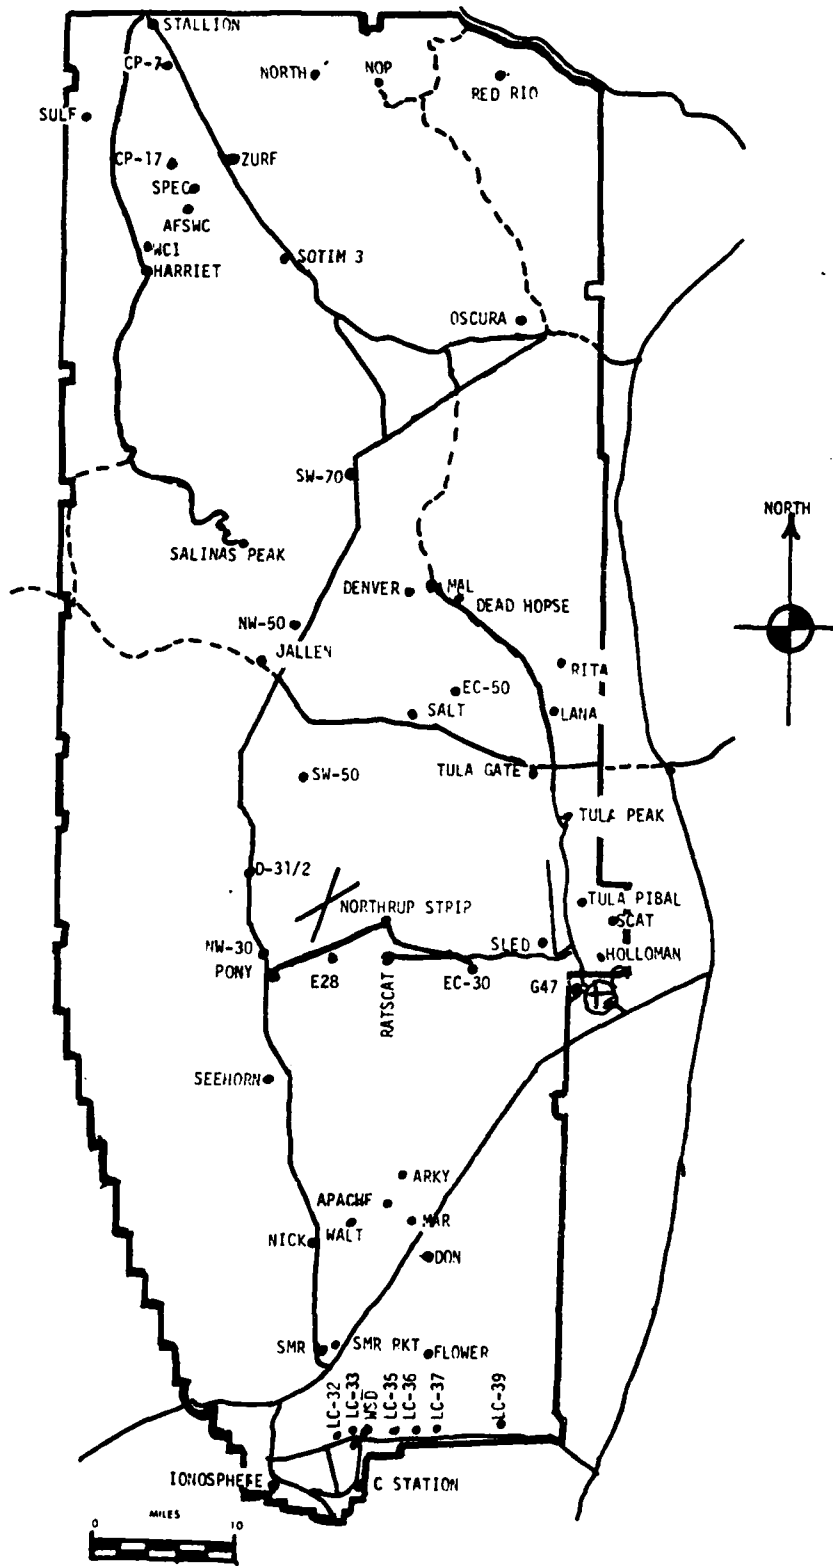 STALLION
CP-7
NORTH
NOP
RED RIO
SULF
CP-17
ZURF
SPEC
AFSWC
WCI
HARRIET
SOTIM 3
OSCURA
SW-70
NORTH
SALINAS PEAK
DENVER
MAL
DEAD HOPSE
NW-50
JALLEN
RITA
EC-50
SALT
LANA
TULA GATE
SW-50
TULA PEAK
D-31/2
TULA PIBAL
NORTHRUP STPIP
SCAT
SLED
NW-30
HOLLOMAN
PONY
E28
RATSCAT
EC-30
G47
SEEHORN
ARKY
APACHF
MAR
WALT
NICK
DON
SMR
SMR PKT
FLOWER
LC-32
LC-33
WSD
LC-35
LC-36
LC-37
LC-39
IONOSPHERE
C STATION
MILES
0 10